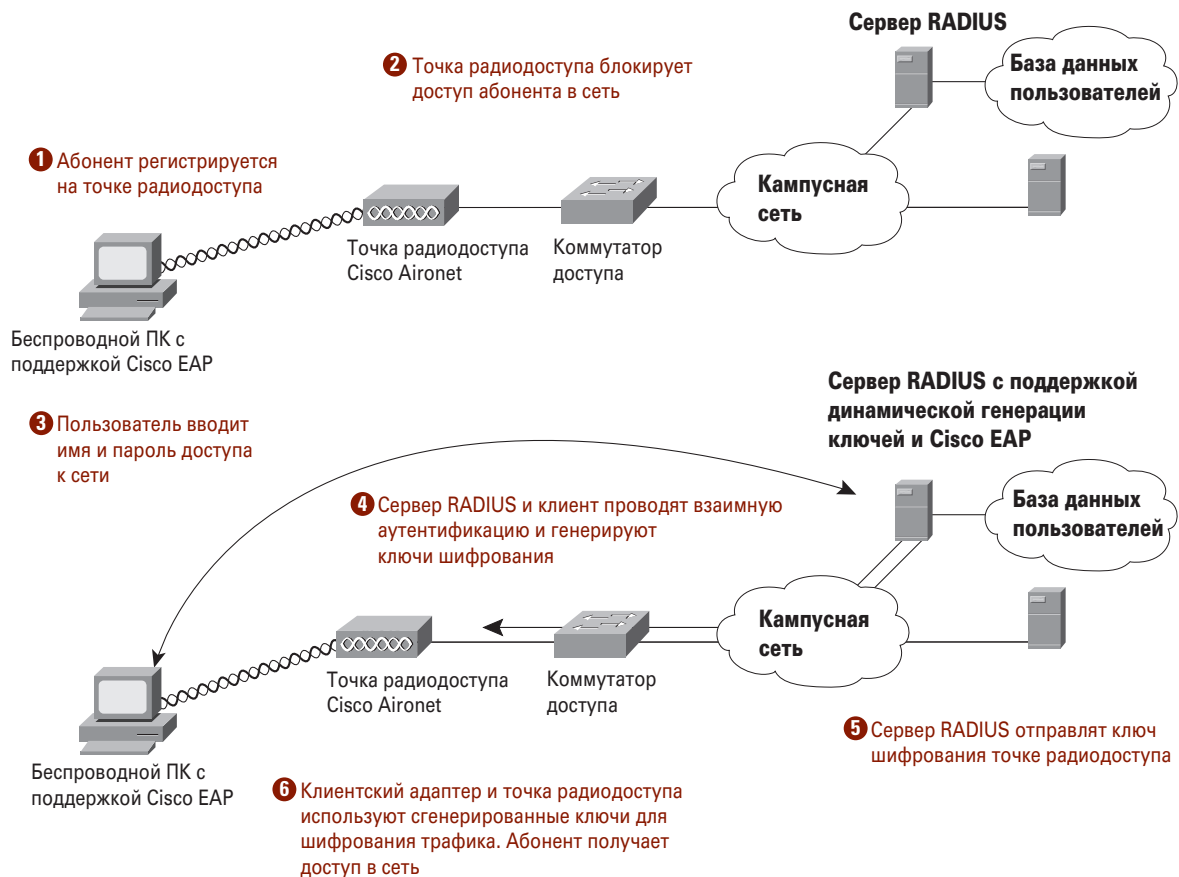 Сервер RADIUS
База данных
пользователей
2 Точка радиодоступа блокирует
доступ абонента в сеть
1 Абонент регистрируется
на точке радиодоступа
Кампусная
сеть
Точка радиодоступа
Cisco Aironet
Коммутатор
доступа
Беспроводной ПК с
поддержкой Cisco EAP
Сервер RADIUS с поддержкой
динамической генерации
ключей и Cisco EAP
3 Пользователь вводит
имя и пароль доступа
к сети
База данных
пользователей
4 Сервер RADIUS и клиент проводят взаимную
аутентификацию и генерируют
ключи шифрования
Кампусная
сеть
Точка радиодоступа
Cisco Aironet
Коммутатор
доступа
5 Сервер RADIUS отправлят ключ
шифрования точке радиодоступа
Беспроводной ПК с
поддержкой Cisco EAP
6 Клиентский адаптер и точка радиодоступа
используют сгенерированные ключи для
шифрования трафика. Абонент получает
доступ в сеть